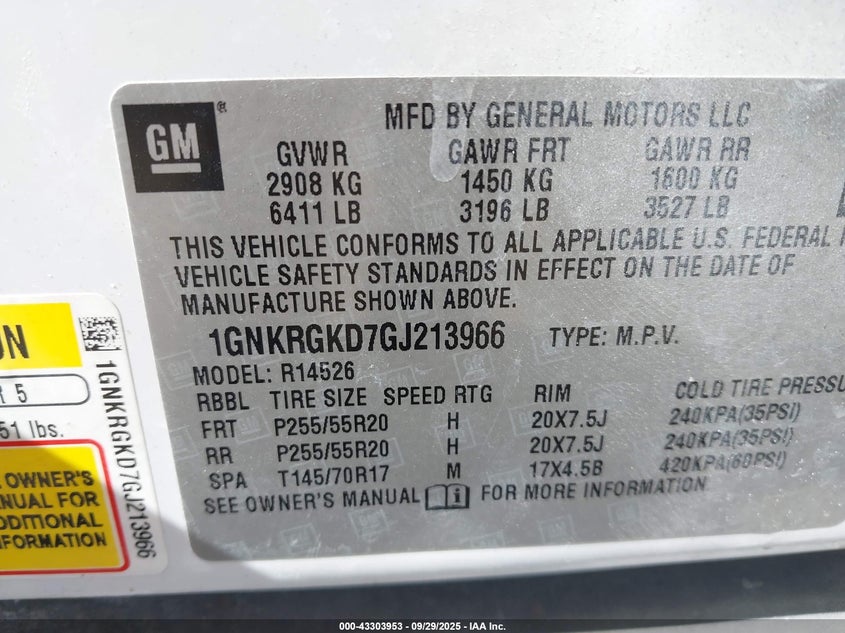 GM ®
MFD BY GENERAL MOTORS LLC
GVWR GAWR FRT GAWR RR
2908 KG 1450 KG 1600 KG
6411 LB 3196 LB 3527 LB
THIS VEHICLE CONFORMS TO ALL APPLICABLE U.S. FEDERAL
VEHICLE SAFETY STANDARDS IN EFFECT ON THE DATE OF
MANUFACTURE SHOWN ABOVE.
1GNKRGKD7GJ213966 TYPE: M.P.V.
MODEL: R14526
RBBL TIRE SIZE SPEED RTG RIM COLD TIRE PRESSU
FRT P255/55R20 H 20X7.5J 240KPA(35PSI)
RR P255/55R20 H 20X7.5J 240KPA(35PSI)
SPA T145/70R17 M 17X4.5B 420KPA(60PSI)
SEE OWNER'S MANUAL FOR MORE INFORMATION
ON
R 5
51 lbs.
OWNER'S
ANUAL FOR
DDITIONAL
NFORMATION
1GNKRGKD7GJ213966
000-43303953 | 09/29/2025 - IAA Inc.